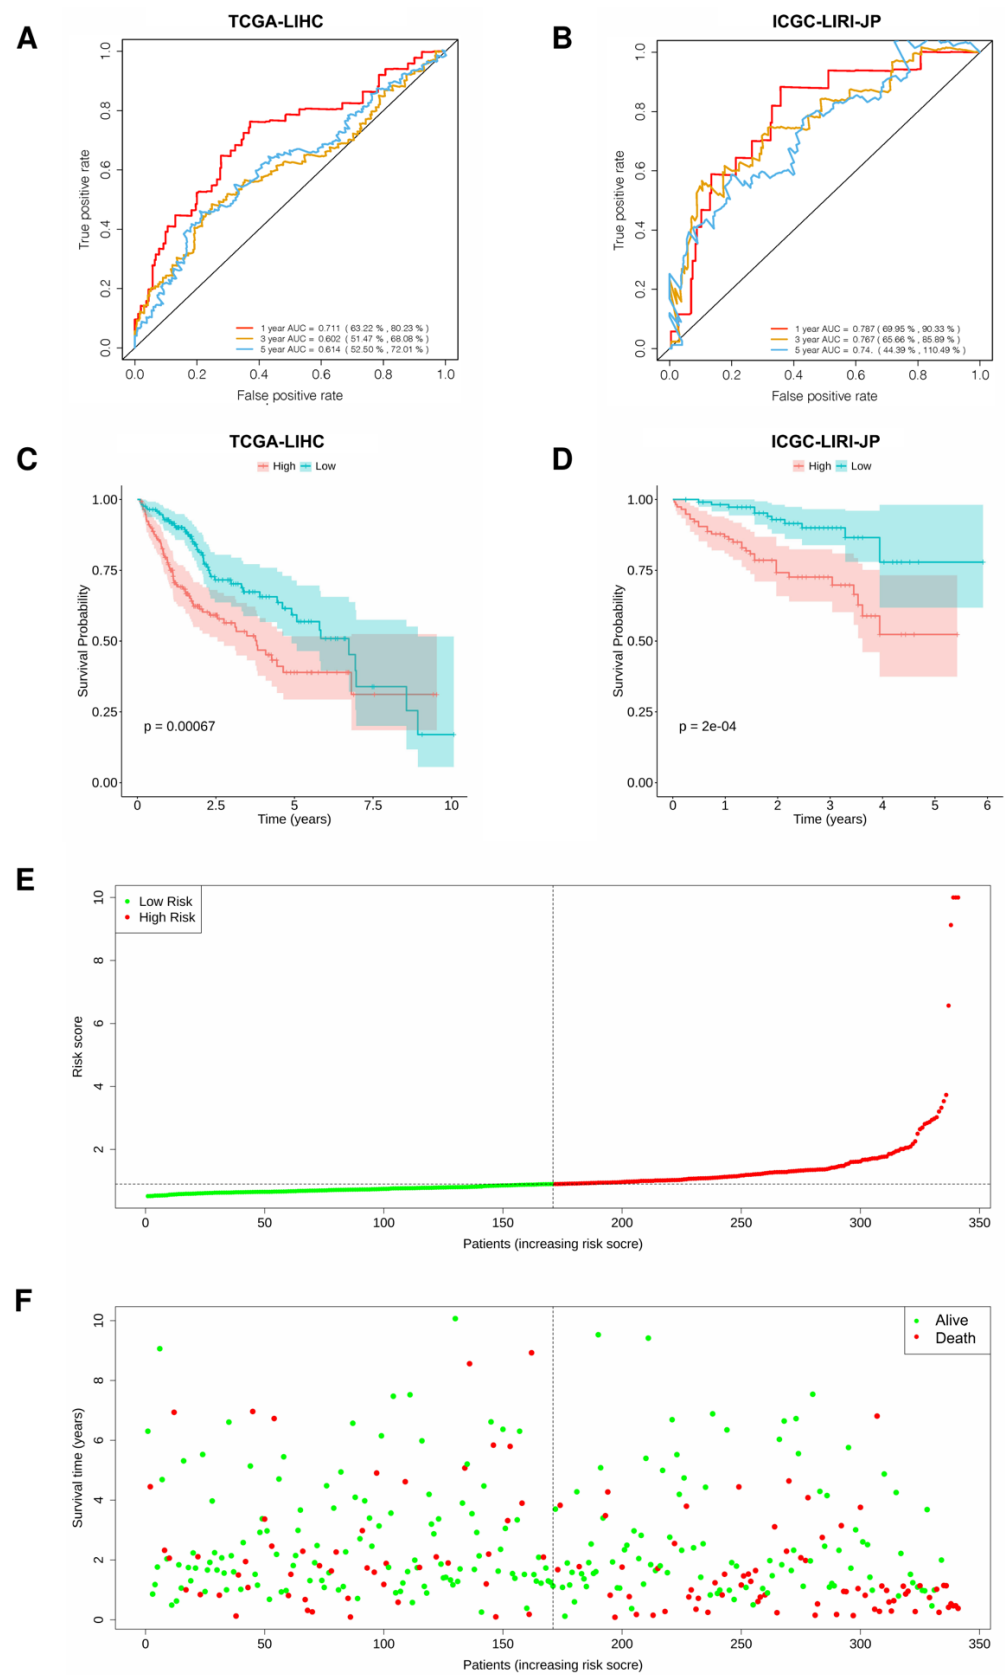 A
TCGA-LIHC
True positive rate
1.0
0.8
0.6
0.4
0.2
0.0
1 year AUC = 0.711 ( 63.22 % , 80.23 % )
3 year AUC = 0.602 ( 51.47 % , 68.08 % )
5 year AUC = 0.614 ( 52.50 % , 72.01 % )
0.0 0.2 0.4 0.6 0.8 1.0
False positive rate
B
ICGC-LIRI-JP
True positive rate
1.0
0.8
0.6
0.4
0.2
0.0
1 year AUC = 0.787 ( 69.95 % , 90.33 % )
3 year AUC = 0.767 ( 65.66 % , 85.89 % )
5 year AUC = 0.74. ( 44.39 % , 110.49 % )
0.0 0.2 0.4 0.6 0.8 1.0
False positive rate
C
TCGA-LIHC
High Low
Survival Probability
1.00
0.75
0.50
0.25
0.00
p = 0.00067
0 2.5 5 7.5 10
Time (years)
D
ICGC-LIRI-JP
High Low
Survival Probability
1.00
0.75
0.50
0.25
0.00
p = 2e-04
0 1 2 3 4 5 6
Time (years)
E
Low Risk
High Risk
Risk score
10
8
6
4
2
0 50 100 150 200 250 300 350
Patients (increasing risk socre)
F
Alive
Death
Survival time (years)
10
8
6
4
2
0
0 50 100 150 200 250 300 350
Patients (increasing risk socre)